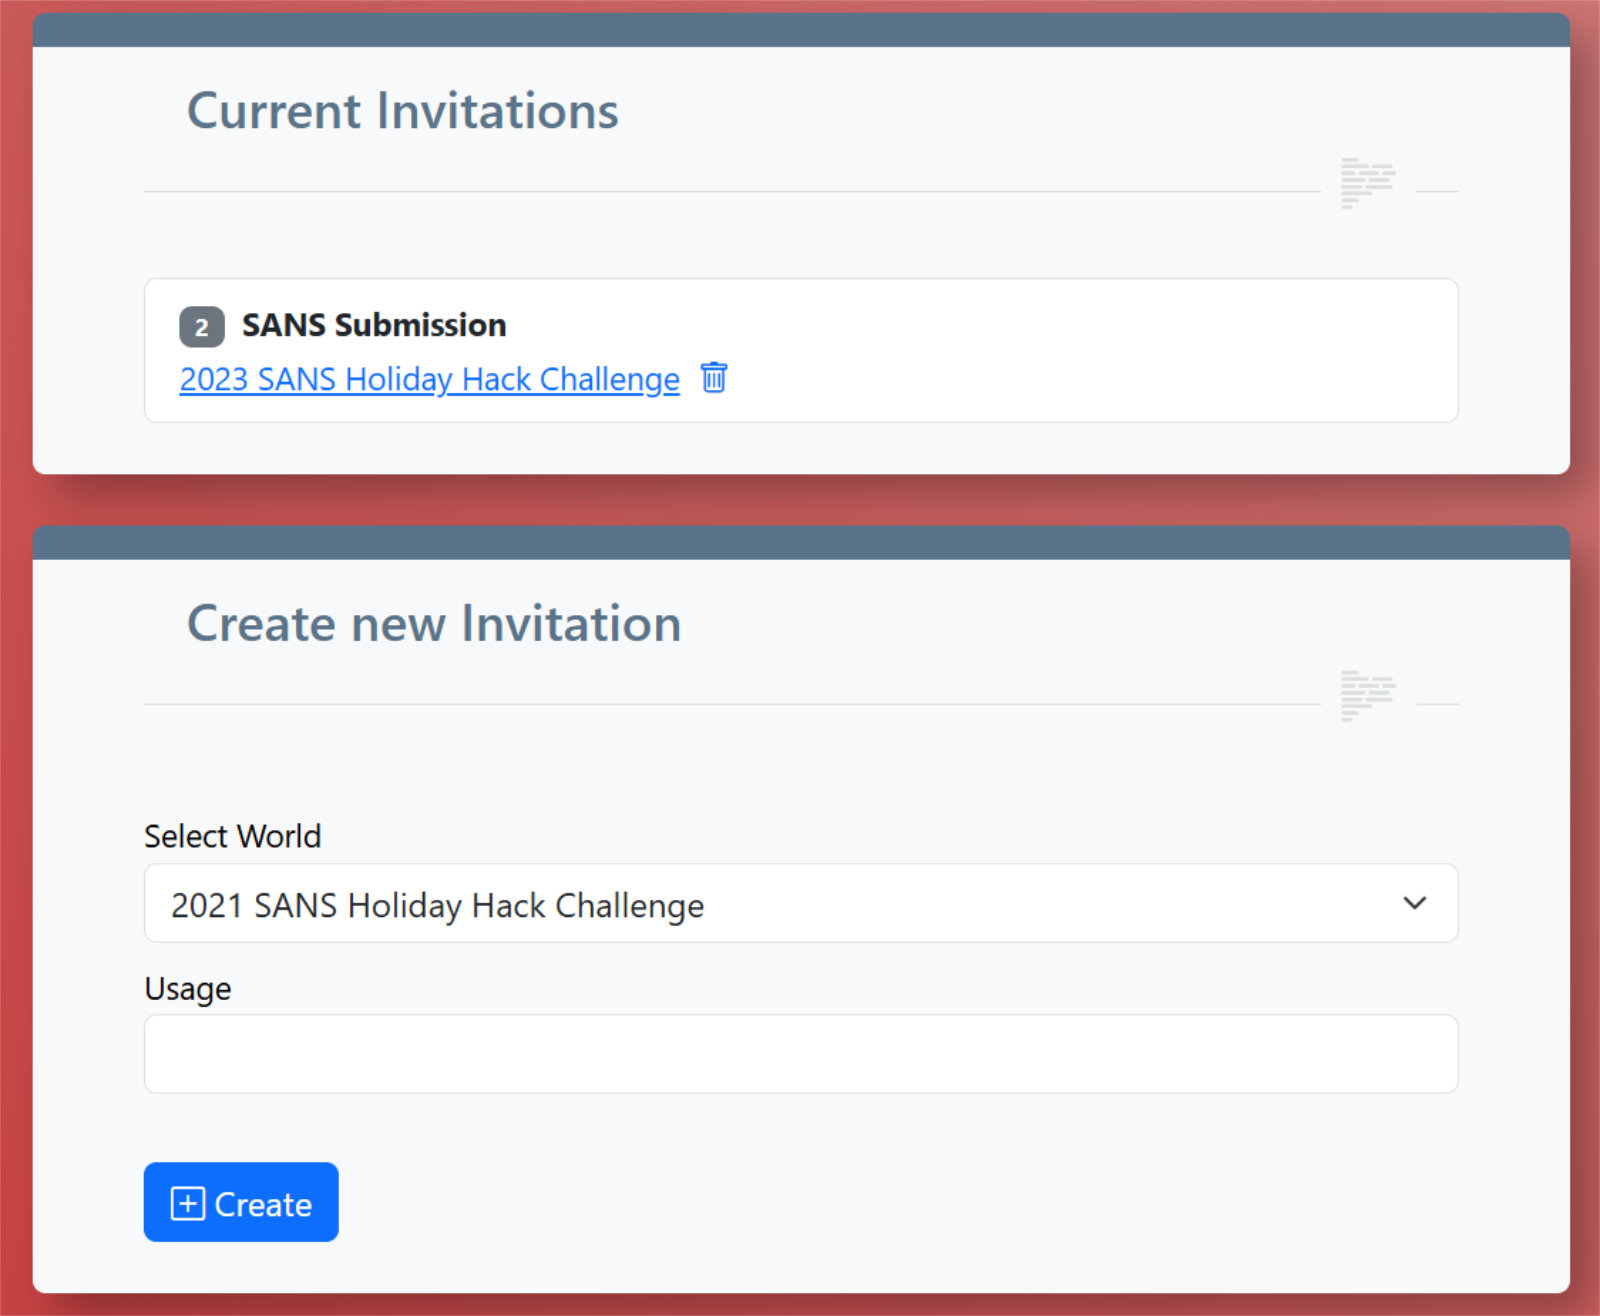 Current Invitations
2 SANS Submission
2023 SANS Holiday Hack Challenge
Create new Invitation
Select World
2021 SANS Holiday Hack Challenge
Usage
Create